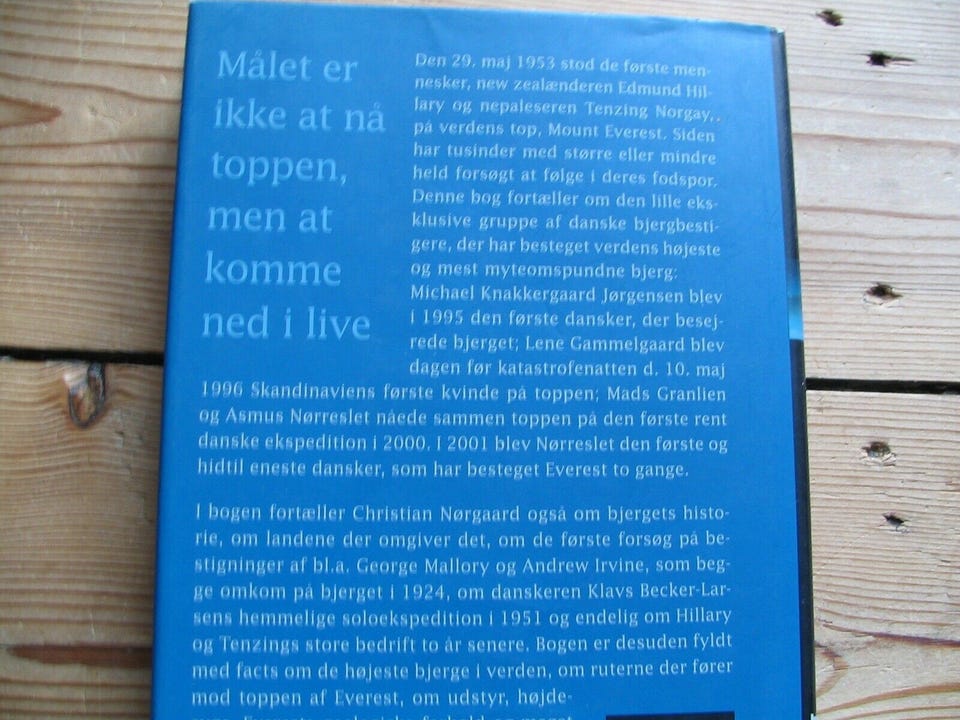 Målet er
ikke at nå
toppen,
men at
komme
ned i live
Den 29. maj 1953 stod de første men-
nesker, new zealænderen Edmund Hil-
lary og nepaleseren Tenzing Norgay,
på verdens top, Mount Everest. Siden
har tusinder med større eller mindre
held forsøgt at følge i deres fodspor.
Denne bog fortæller om den lille eks-
klusive gruppe af danske bjergbesti-
gere, der har besteget verdens højeste
og mest myteomspundne bjerg:
Michael Knakkergaard Jørgensen blev
i 1995 den første dansker, der besej-
rede bjerget; Lene Gammelgaard blev
dagen før katastrofenatten d. 10. maj
1996 Skandinaviens første kvinde på toppen; Mads Granlien
og Asmus Nørreslet nåede sammen toppen på den første rent
danske ekspedition i 2000. I 2001 blev Nørreslet den første og
hidtil eneste dansker, som har besteget Everest to gange.
I bogen fortæller Christian Nørgaard også om bjergets histo-
rie, om landene der omgiver det, om de første forsøg på be-
stigninger af bl.a. George Mallory og Andrew Irvine, som beg-
ge omkom på bjerget i 1924, om danskeren Klavs Becker-Lar-
sens hemmelige soloekspedition i 1951 og endelig om Hillary
og Tenzings store bedrift to år senere. Bogen er desuden fyldt
med facts om de højeste bjerge i verden, om ruterne der fører
mod toppen af Everest, om udstyr, højde-